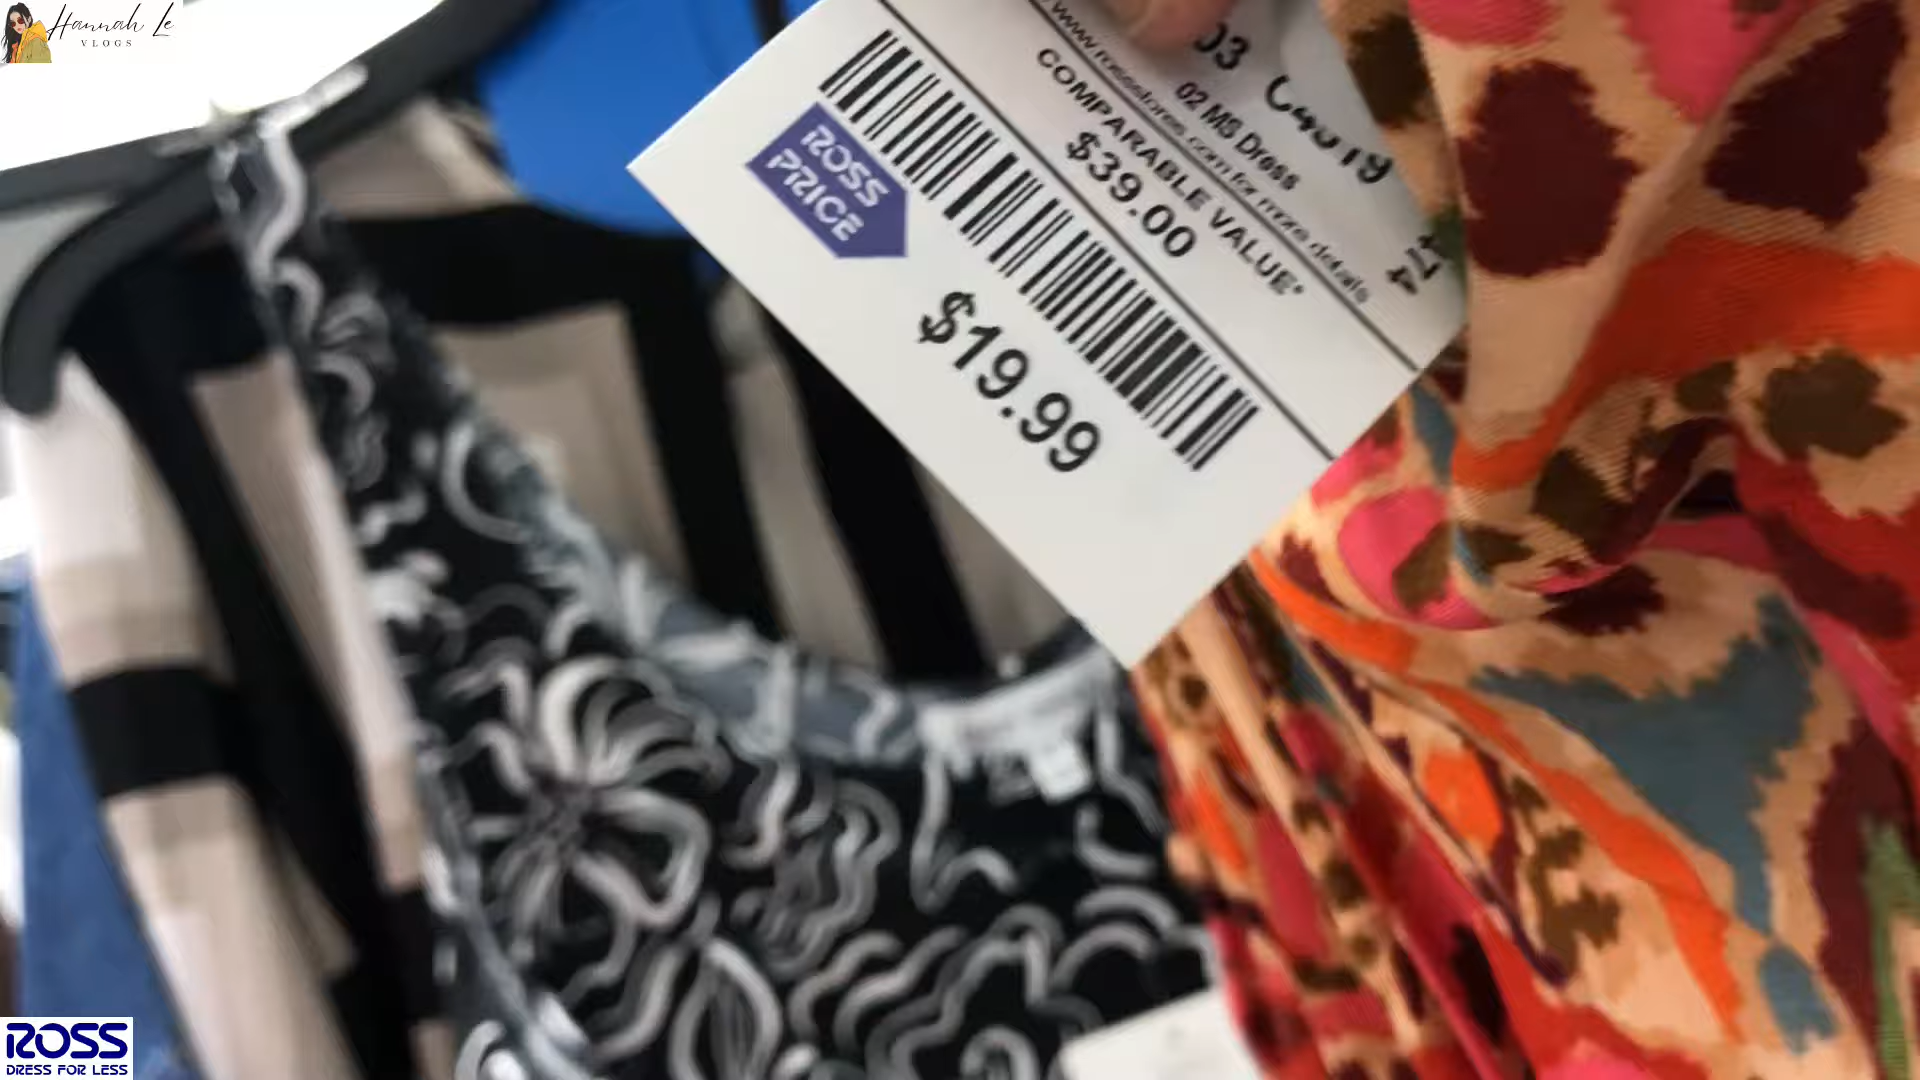 Hannah Le
VLOGS
02 MS Dress
www.rossstores.com for more details
COMPARABLE VALUE*
$39.00
ROSS
PRICE
$19.99
ROSS
DRESS FOR LESS